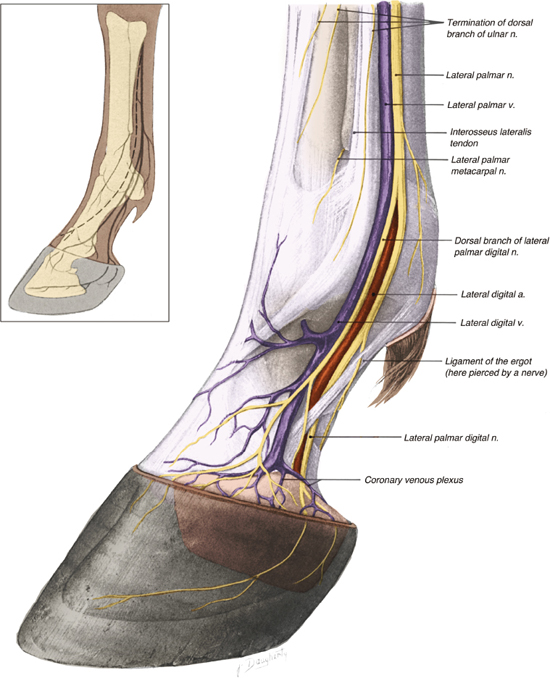 Termination of dorsal
branch of ulnar n.
Lateral palmar n.
Lateral palmar v.
Interosseus lateralis
tendon
Lateral palmar
metacarpal n.
Dorsal branch of lateral
palmar digital n.
Lateral digital a.
Lateral digital v.
Ligament of the ergot
(here pierced by a nerve)
Lateral palmar digital n.
Coronary venous plexus